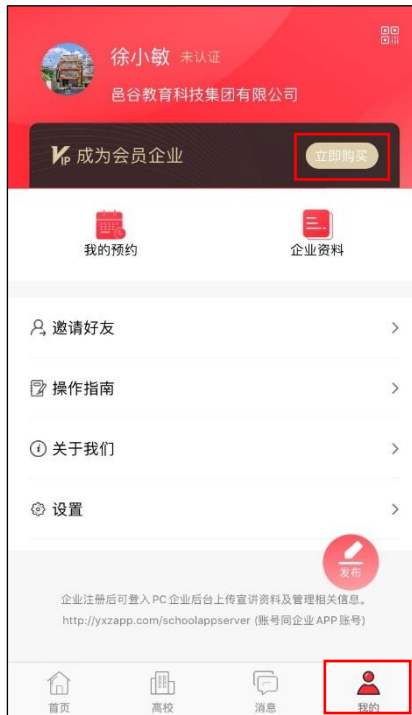 徐小敏 未认证
邑谷教育科技集团有限公司
VIP 成为会员企业 立即购买
我的预约 企业资料
邀请好友
操作指南
关于我们
设置
发布
企业注册后可登入PC企业后台上传宣讲资料及管理相关信息。
http://yxzapp.com/schoolappserver (账号同企业APP账号)
首页 高校 消息 我的